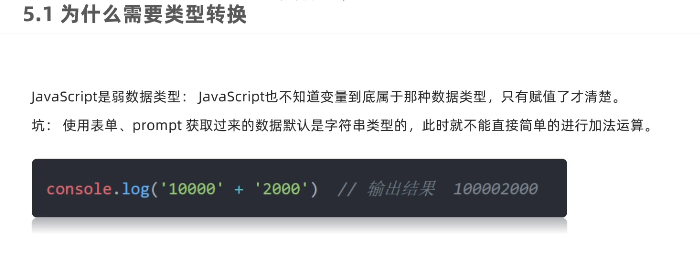 5.1 为什么需要类型转换
JavaScript是弱数据类型： JavaScript也不知道变量到底属于那种数据类型，只有赋值了才清楚。
坑： 使用表单、prompt 获取过来的数据默认是字符串类型的，此时就不能直接简单的进行加法运算。
console.log('10000' + '2000')  // 输出结果  100002000